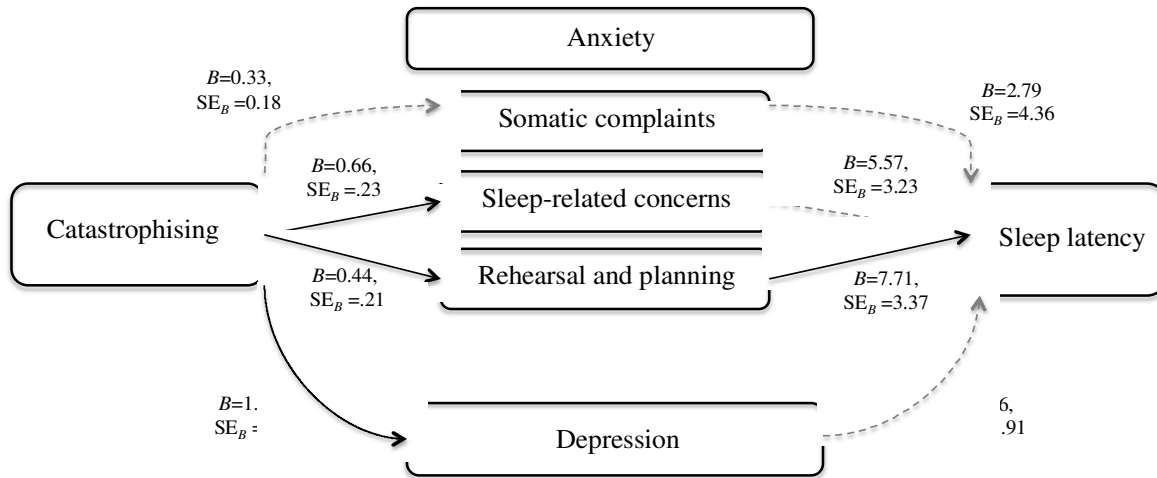 Anxiety
B=0.33,
SE_B =0.18
Somatic complaints
B=2.79
SE_B =4.36
B=0.66,
SE_B =.23
Sleep-related concerns
B=5.57,
SE_B =3.23
Catastrophising
Sleep latency
B=0.44,
SE_B =.21
Rehearsal and planning
B=7.71,
SE_B =3.37
B=1.
SE_B =
Depression
6,
.91